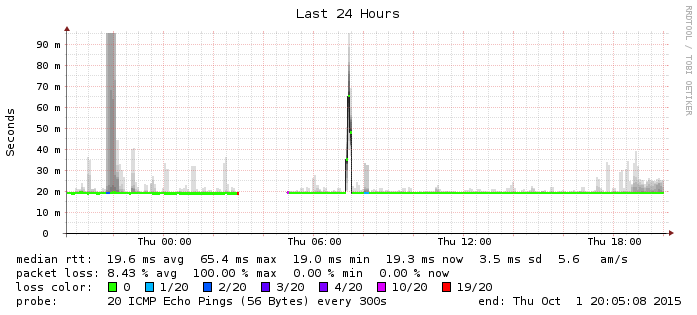 Last 24 Hours
RRDTOOL / TOBI OETIKER
Seconds
90 m
80 m
70 m
60 m
50 m
40 m
30 m
20 m
10 m
0
Thu 00:00 Thu 06:00 Thu 12:00 Thu 18:00
median rtt: 19.6 ms avg 65.4 ms max 19.0 ms min 19.3 ms now 3.5 ms sd 5.6 am/s
packet loss: 8.43 % avg 100.00 % max 0.00 % min 0.00 % now
loss color: 0 1/20 2/20 3/20 4/20 10/20 19/20
probe: 20 ICMP Echo Pings (56 Bytes) every 300s end: Thu Oct 1 20:05:08 2015